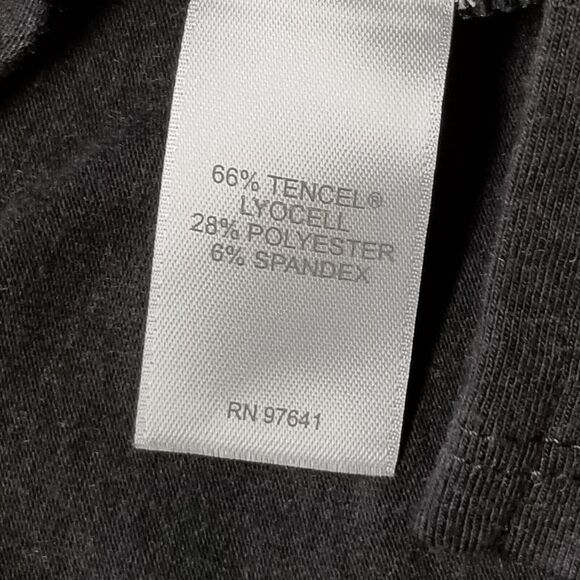 66% TENCEL®
LYOCELL
28% POLYESTER
6% SPANDEX
RN 97641